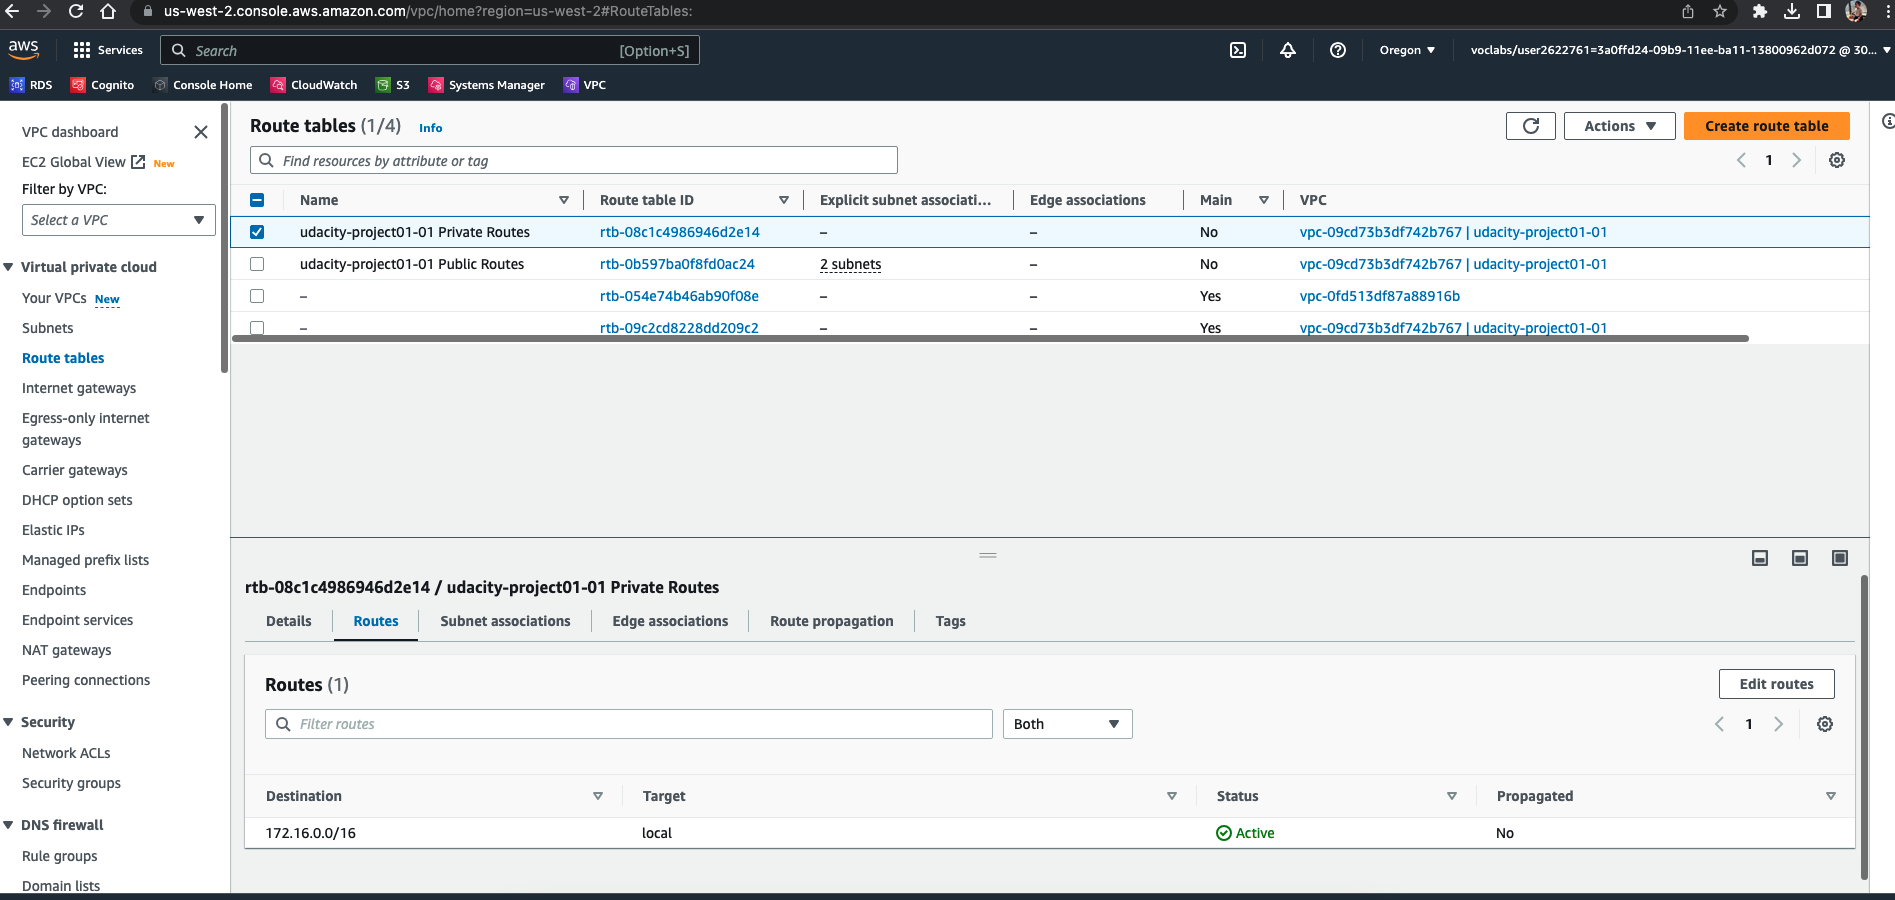 us-west-2.console.aws.amazon.com/vpc/home?region=us-west-2#RouteTables:
aws Services Search [Option+S] Oregon voclabs/user2622761=3a0ffd24-09b9-11ee-ba11-13800962d072 @ 30...
RDS Cognito Console Home CloudWatch S3 Systems Manager VPC
VPC dashboard
EC2 Global View New
Filter by VPC:
Select a VPC
Virtual private cloud
Your VPCs New
Subnets
Route tables
Internet gateways
Egress-only internet
gateways
Carrier gateways
DHCP option sets
Elastic IPs
Managed prefix lists
Endpoints
Endpoint services
NAT gateways
Peering connections
Security
Network ACLs
Security groups
DNS firewall
Rule groups
Domain lists
Route tables (1/4) Info
Actions Create route table
Find resources by attribute or tag
1
Name Route table ID Explicit subnet associati... Edge associations Main VPC
udacity-project01-01 Private Routes rtb-08c1c4986946d2e14 – – No vpc-09cd73b3df742b767 | udacity-project01-01
udacity-project01-01 Public Routes rtb-0b597ba0f8fd0ac24 2 subnets – No vpc-09cd73b3df742b767 | udacity-project01-01
– rtb-054e74b46ab90f08e – – Yes vpc-0fd513df87a88916b
– rtb-09c2cd8228dd209c2 – – Yes vpc-09cd73b3df742b767 | udacity-project01-01
rtb-08c1c4986946d2e14 / udacity-project01-01 Private Routes
Details Routes Subnet associations Edge associations Route propagation Tags
Routes (1)
Edit routes
Filter routes Both 1
Destination Target Status Propagated
172.16.0.0/16 local Active No